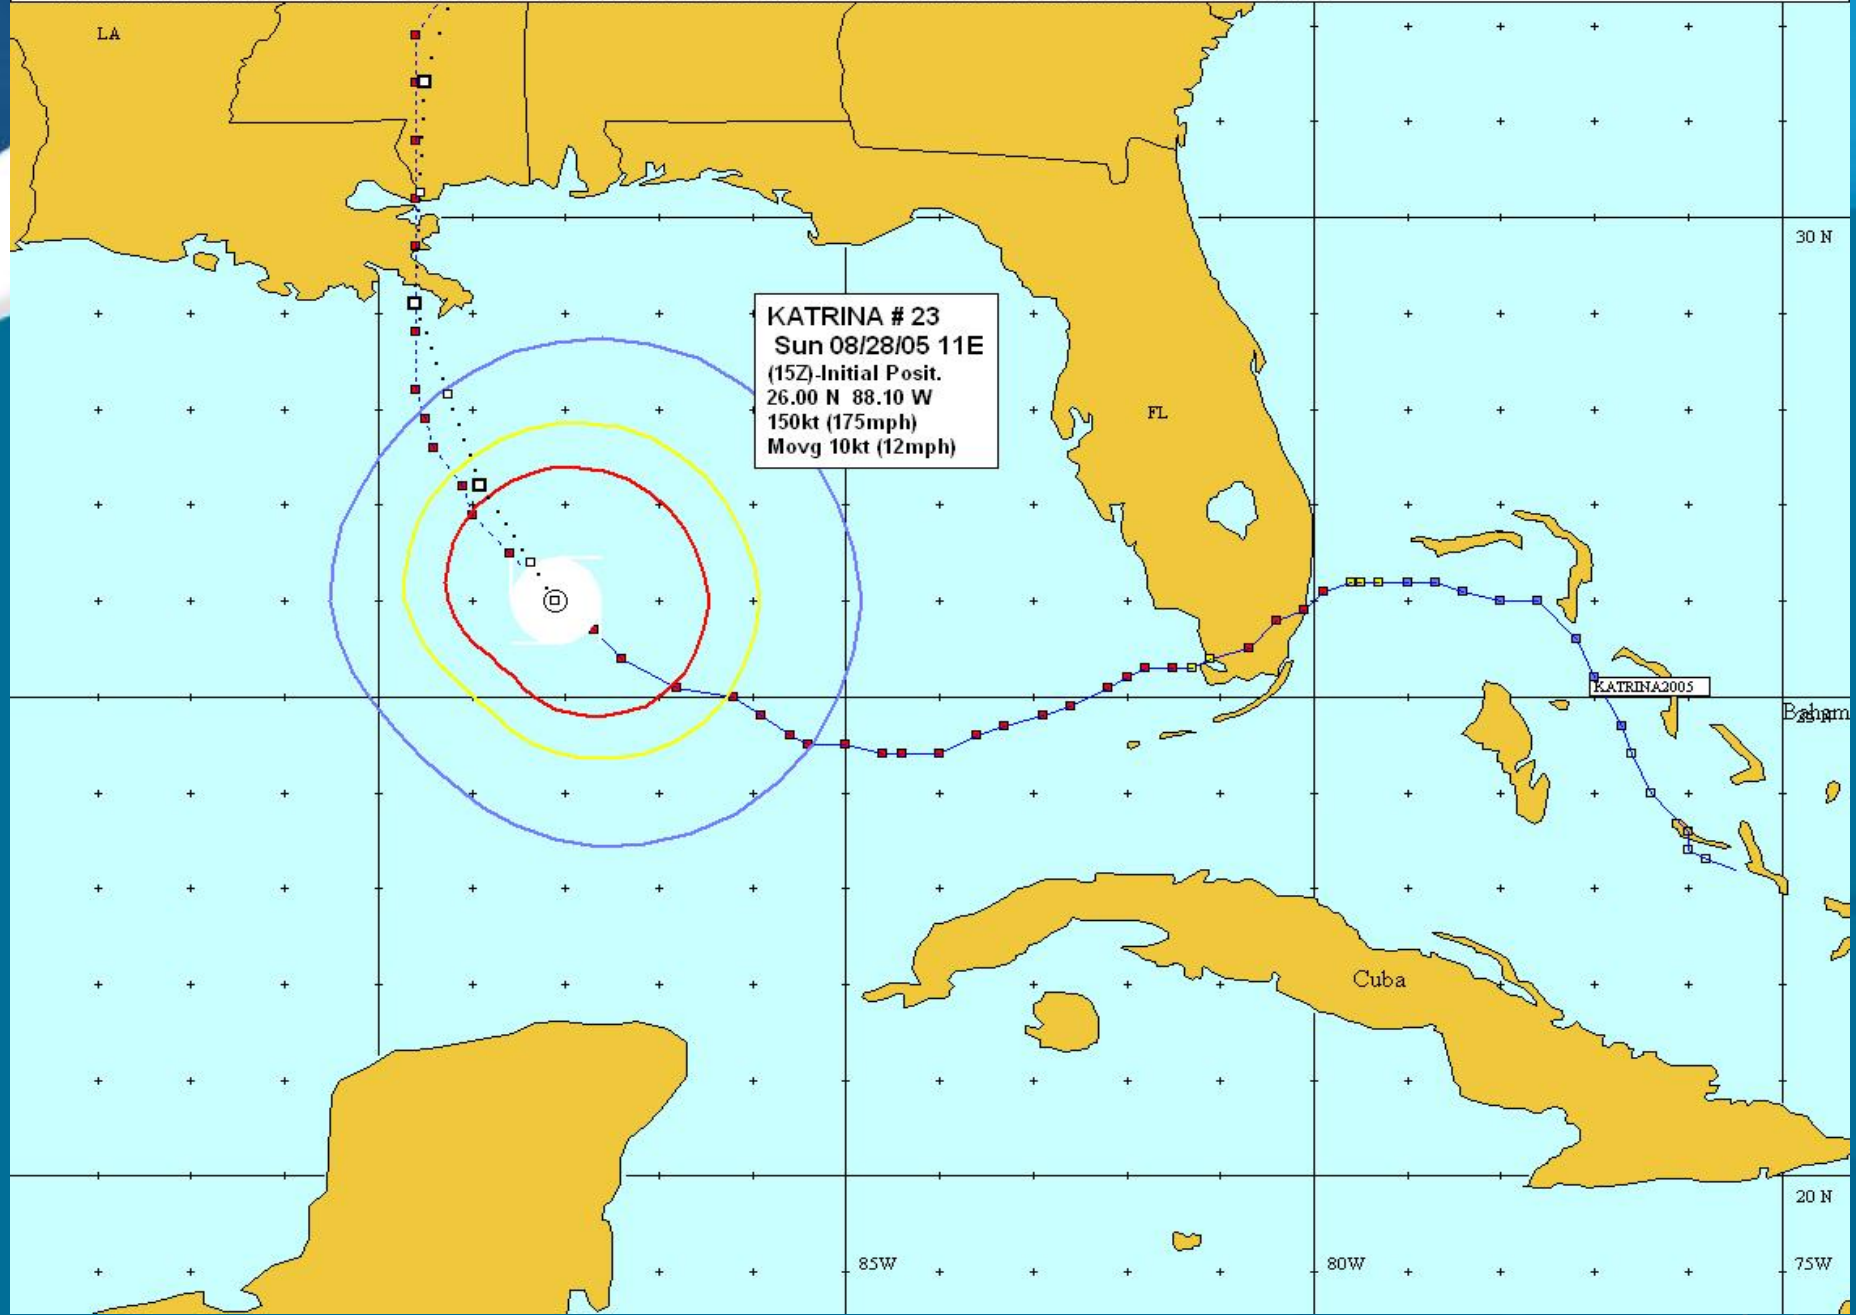 LA
30 N
KATRINA # 23
Sun 08/28/05 11E
(15Z)-Initial Posit.
26.00 N 88.10 W
150kt (175mph)
Movg 10kt (12mph)
FL
KATRINA2005
Baham
Cuba
20 N
85W
80W
75W